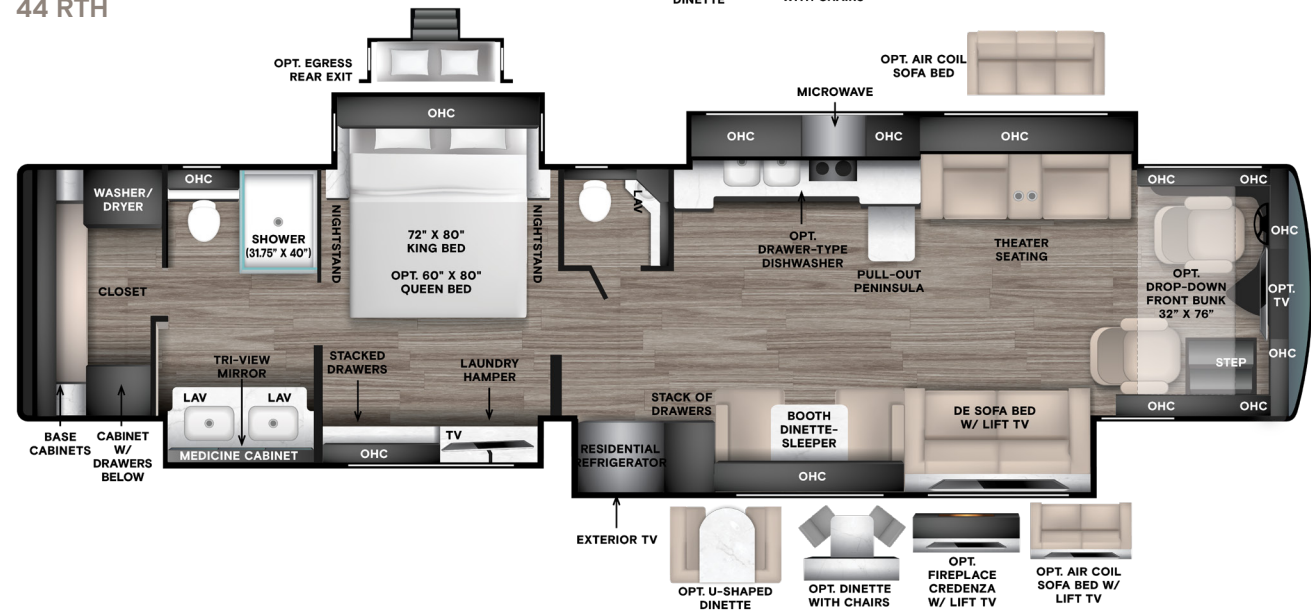 44 RTH
DINETTE
WITH CHAIRS
OPT. EGRESS
REAR EXIT
OPT. AIR COIL
SOFA BED
MICROWAVE
OHC
OHC
OHC
OHC
WASHER/
DRYER
OHC
SHOWER
(31.75" X 40")
NIGHTSTAND
72" X 80"
KING BED
OPT. 60" X 80"
QUEEN BED
NIGHTSTAND
LAV
OPT.
DRAWER-TYPE
DISHWASHER
PULL-OUT
PENINSULA
THEATER
SEATING
OHC
OHC
OHC
OPT.
DROP-DOWN
FRONT BUNK
32" X 76"
OPT.
TV
OHC
STEP
OHC
OHC
CLOSET
TRI-VIEW
MIRROR
STACKED
DRAWERS
LAUNDRY
HAMPER
LAV
LAV
MEDICINE CABINET
OHC
TV
STACK OF
DRAWERS
RESIDENTIAL
REFRIGERATOR
BOOTH
DINETTE-
SLEEPER
OHC
DE SOFA BED
W/ LIFT TV
BASE
CABINETS
CABINET
W/
DRAWERS
BELOW
EXTERIOR TV
OPT. U-SHAPED
DINETTE
OPT. DINETTE
WITH CHAIRS
OPT.
FIREPLACE
CREDENZA
W/ LIFT TV
OPT. AIR COIL
SOFA BED W/
LIFT TV